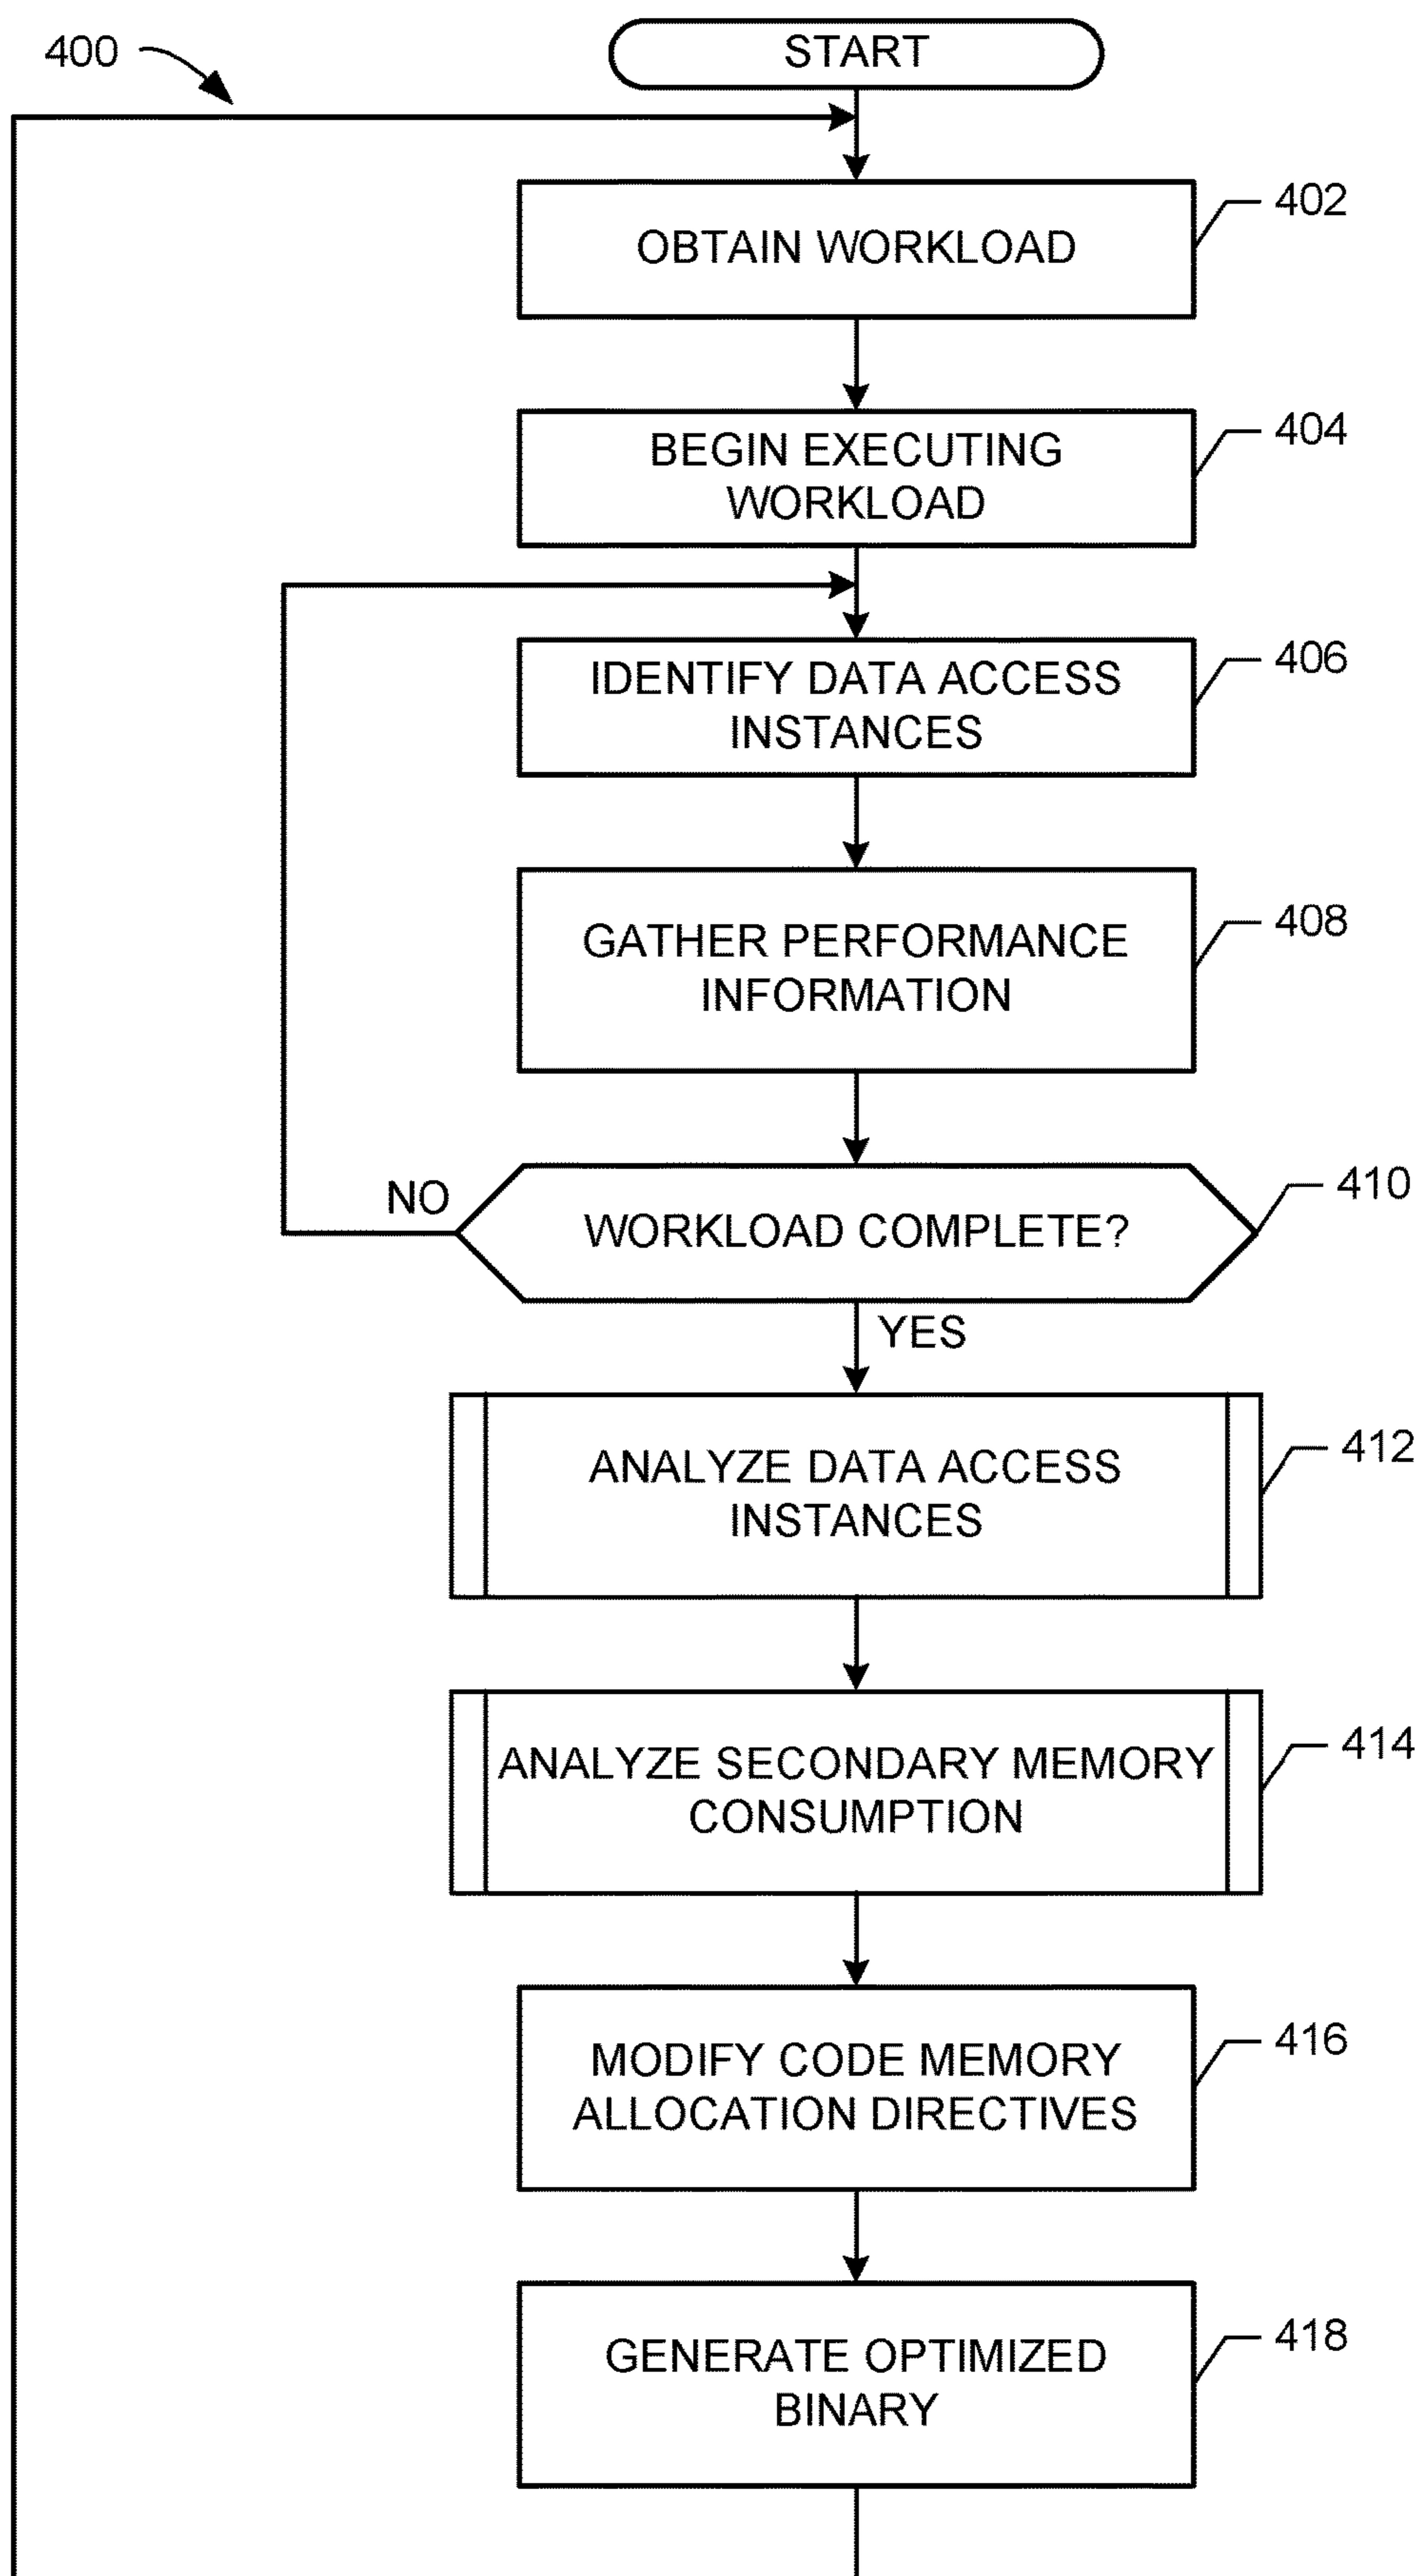 400
START
OBTAIN WORKLOAD
402
BEGIN EXECUTING
WORKLOAD
404
IDENTIFY DATA ACCESS
INSTANCES
406
GATHER PERFORMANCE
INFORMATION
408
NO
WORKLOAD COMPLETE?
410
YES
ANALYZE DATA ACCESS
INSTANCES
412
ANALYZE SECONDARY MEMORY
CONSUMPTION
414
MODIFY CODE MEMORY
ALLOCATION DIRECTIVES
416
GENERATE OPTIMIZED
BINARY
418